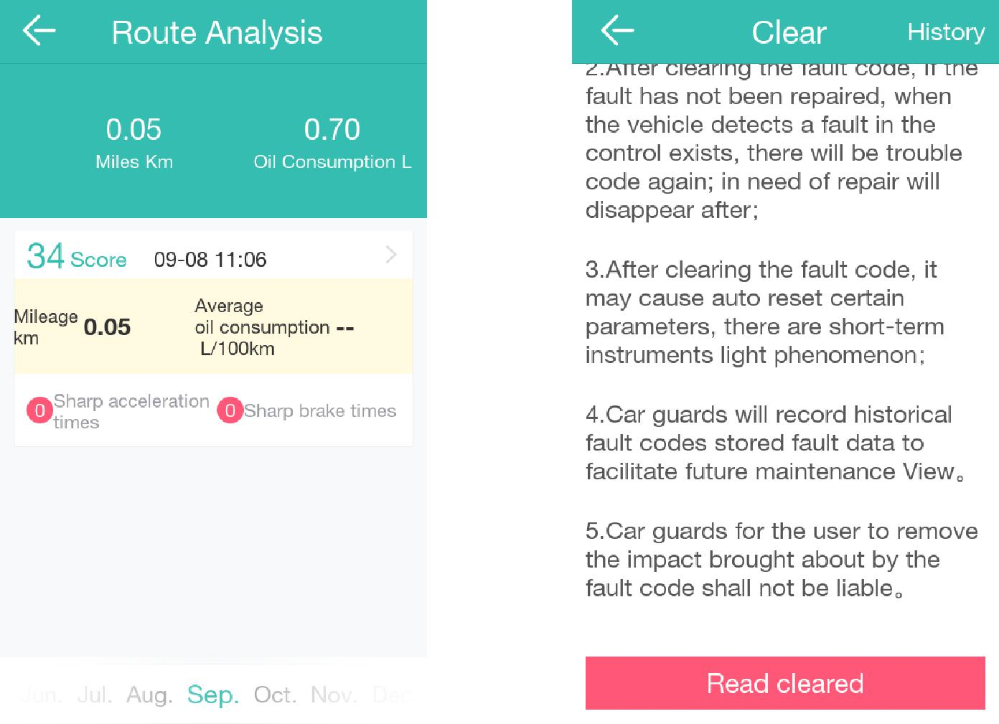 Route Analysis
0.05
Miles Km
0.70
Oil Consumption L
34 Score 09-08 11:06
Mileage
km
0.05
Average
oil consumption --
L/100km
0 Sharp acceleration
times
0 Sharp brake times
Jun. Jul. Aug. Sep. Oct. Nov. Dec
Clear History
2.After clearing the fault code, if the
fault has not been repaired, when
the vehicle detects a fault in the
control exists, there will be trouble
code again; in need of repair will
disappear after;
3.After clearing the fault code, it
may cause auto reset certain
parameters, there are short-term
instruments light phenomenon;
4.Car guards will record historical
fault codes stored fault data to
facilitate future maintenance View。
5.Car guards for the user to remove
the impact brought about by the
fault code shall not be liable。
Read cleared